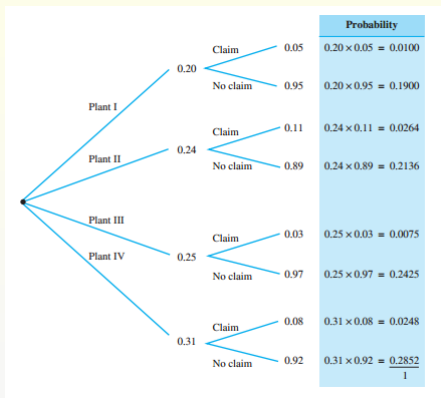 Probability
Claim 0.05 0.20 × 0.05 = 0.0100
0.20
No claim 0.95 0.20 × 0.95 = 0.1900
Plant I
Claim 0.11 0.24 × 0.11 = 0.0264
0.24
Plant II
No claim 0.89 0.24 × 0.89 = 0.2136
Plant III
Claim 0.03 0.25 × 0.03 = 0.0075
Plant IV
0.25
No claim 0.97 0.25 × 0.97 = 0.2425
Claim 0.08 0.31 × 0.08 = 0.0248
0.31
No claim 0.92 0.31 × 0.92 = 0.2852
1